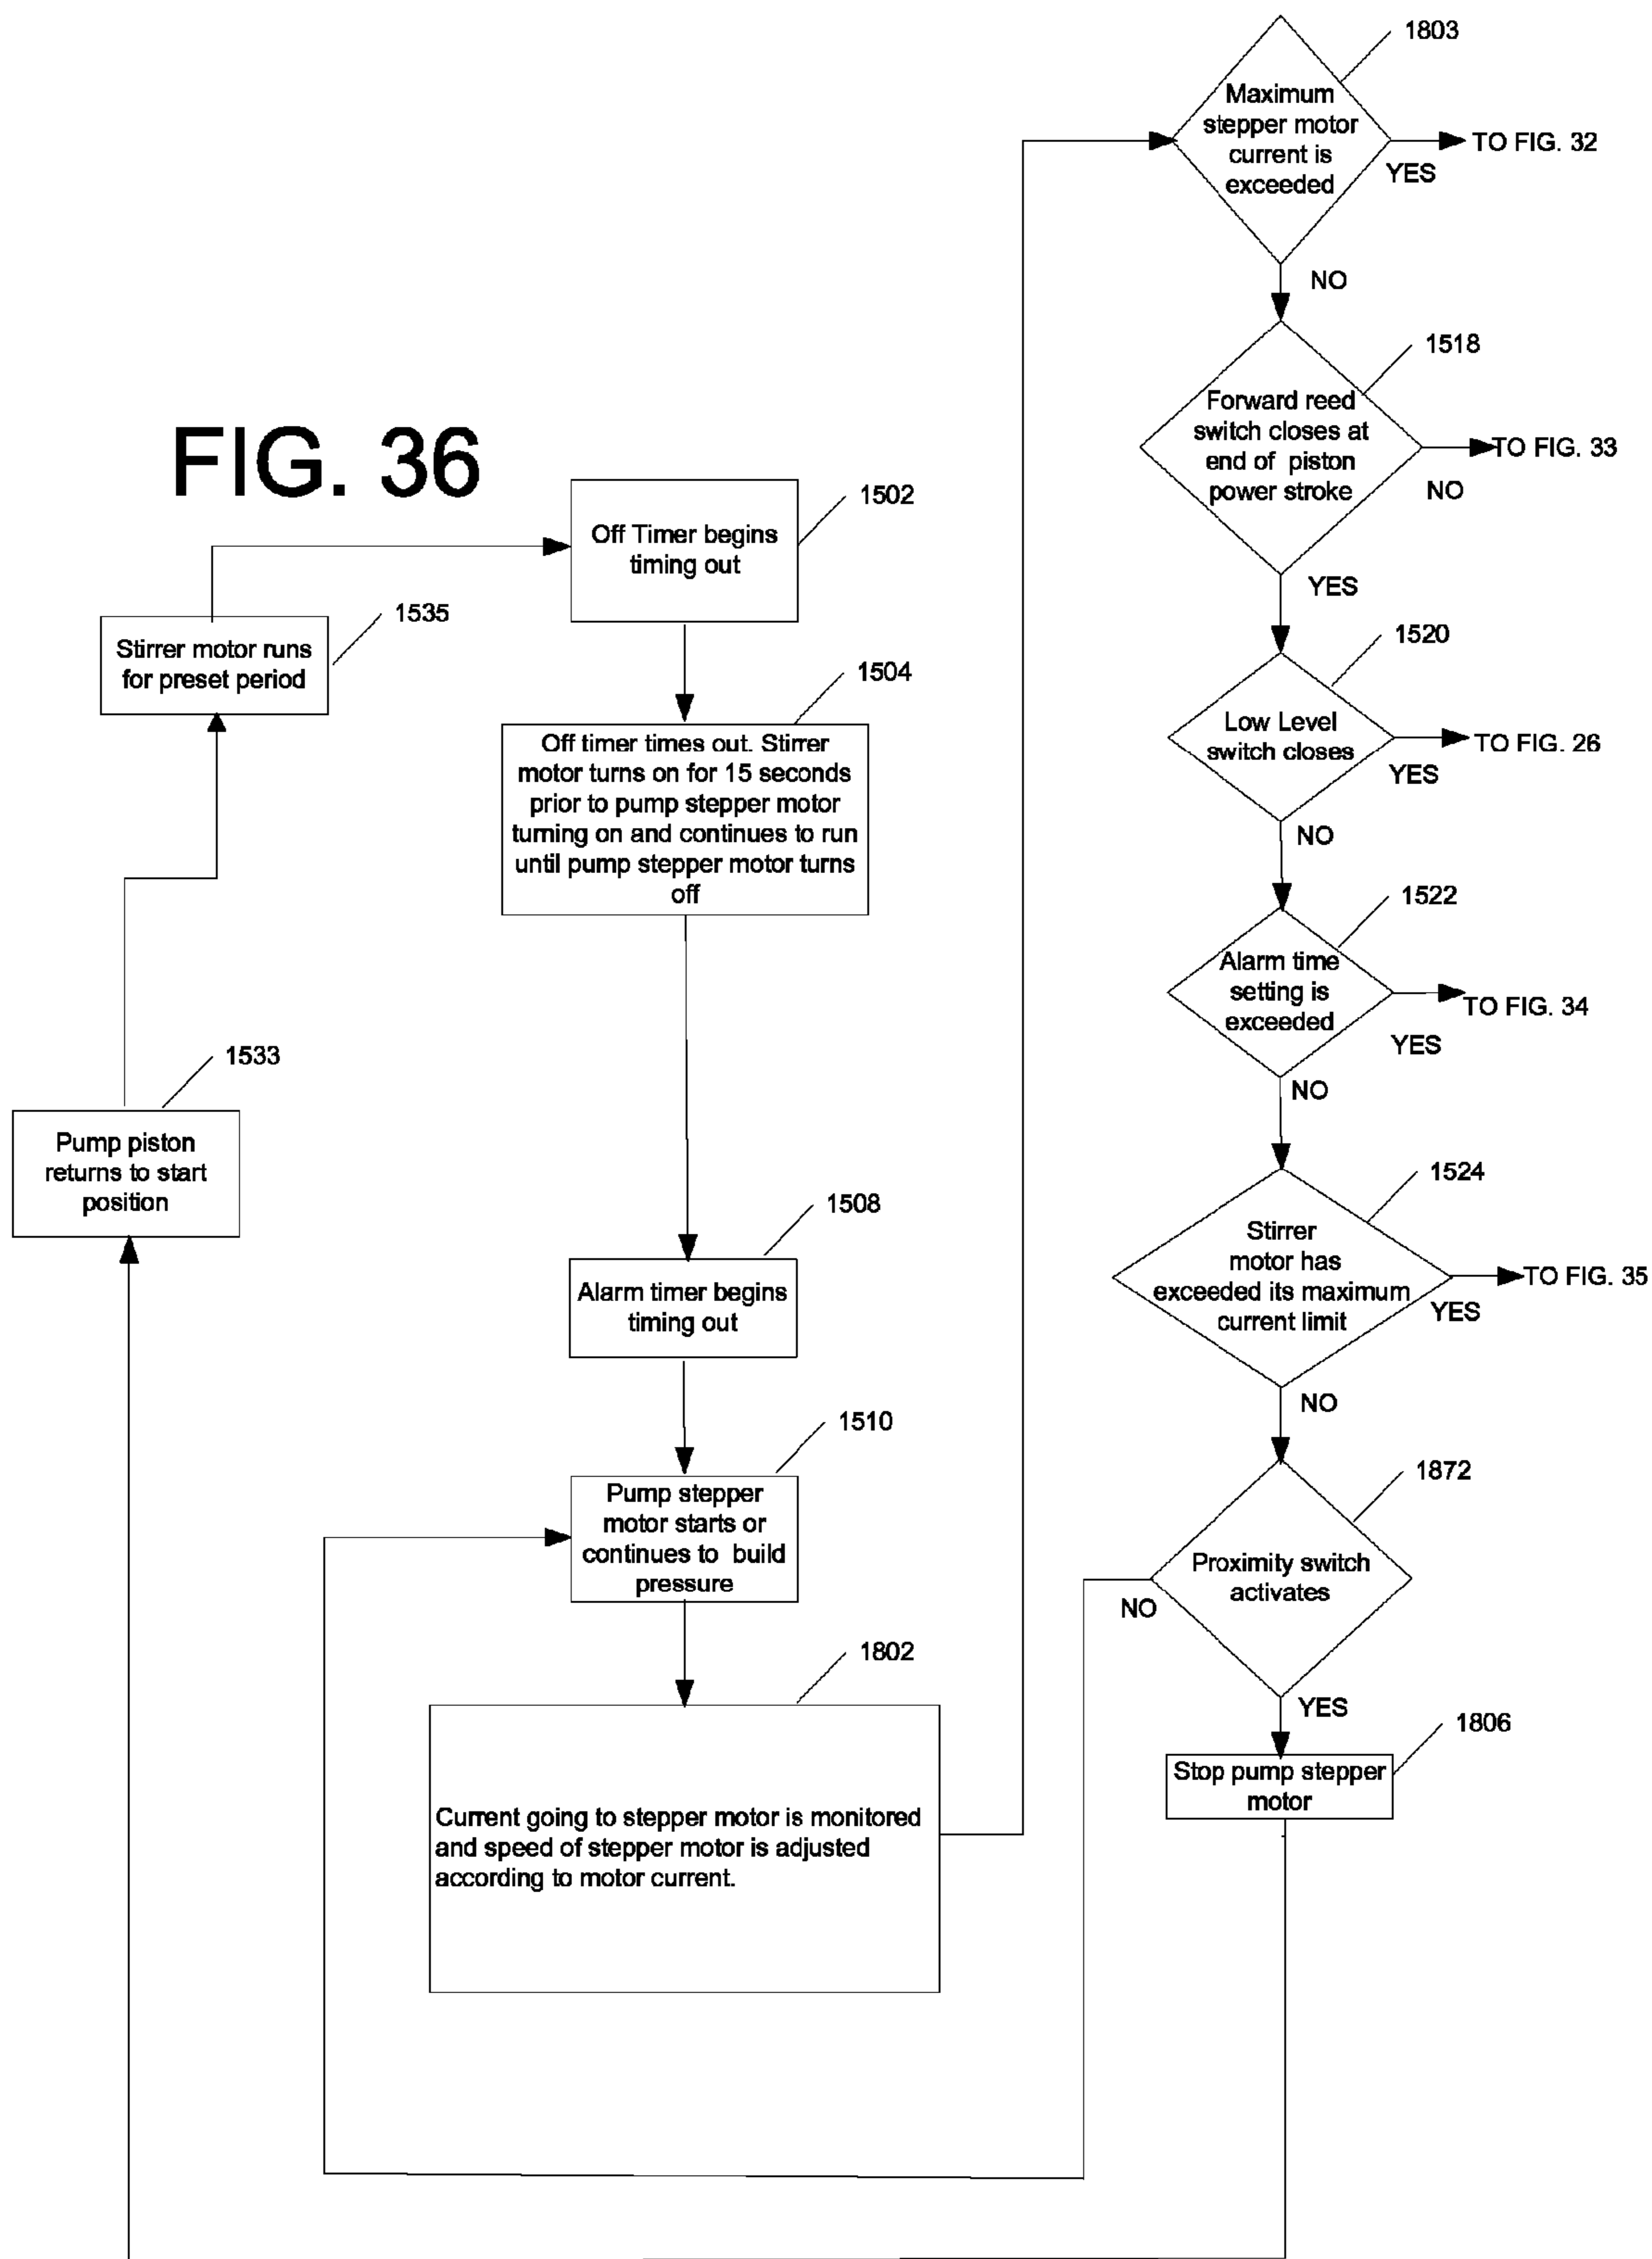 FIG. 36
1502
Off Timer begins
timing out
1535
Stirrer motor runs
for preset period
1504
Off timer times out. Stirrer
motor turns on for 15 seconds
prior to pump stepper motor
turning on and continues to run
until pump stepper motor turns
off
1533
Pump piston
returns to start
position
1508
Alarm timer begins
timing out
1510
Pump stepper
motor starts or
continues to build
pressure
1802
Current going to stepper motor is monitored
and speed of stepper motor is adjusted
according to motor current.
1803
Maximum
stepper motor
current is
exceeded
TO FIG. 32
YES
NO
1518
Forward reed
switch closes at
end of piston
power stroke
TO FIG. 33
NO
YES
1520
Low Level
switch closes
TO FIG. 26
YES
NO
1522
Alarm time
setting is
exceeded
TO FIG. 34
YES
NO
1524
Stirrer
motor has
exceeded its maximum
current limit
TO FIG. 35
YES
NO
1872
Proximity switch
activates
NO
YES
1806
Stop pump stepper
motor